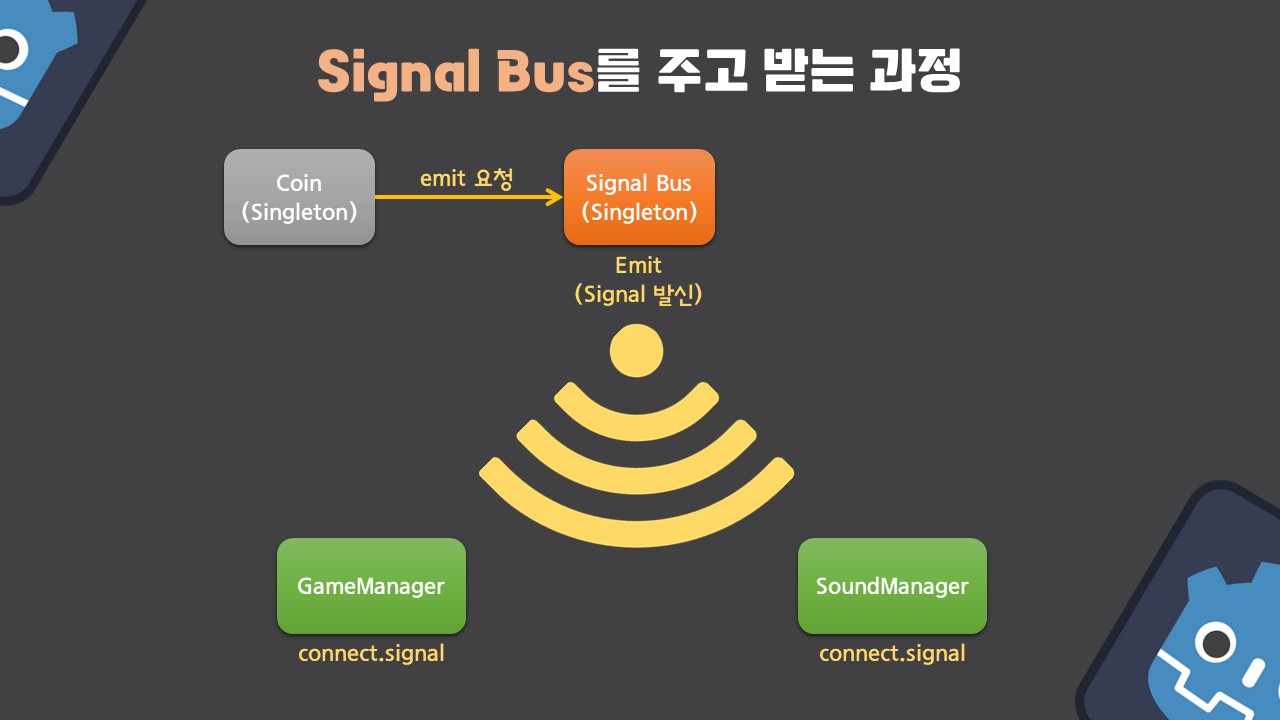 Signal Bus를 주고 받는 과정
Coin
(Singleton)
emit 요청
Signal Bus
(Singleton)
Emit
(Signal 발신)
GameManager
connect.signal
SoundManager
connect.signal